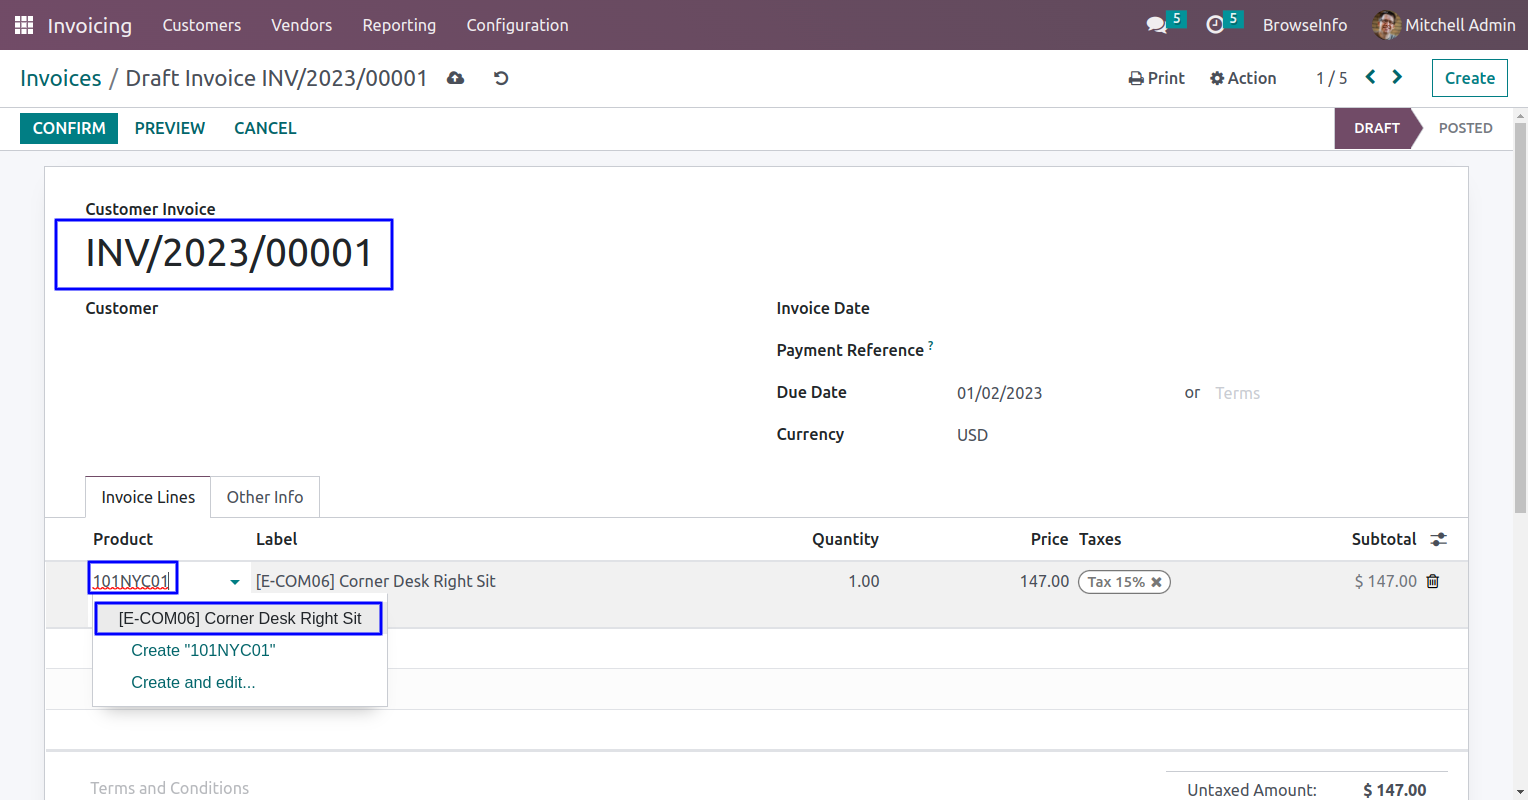 Invoicing Customers Vendors Reporting Configuration 5 5 BrowseInfo Mitchell Admin
Invoices / Draft Invoice INV/2023/00001 Print Action 1 / 5 Create
CONFIRM PREVIEW CANCEL DRAFT POSTED
Customer Invoice
INV/2023/00001
Customer Invoice Date
Payment Reference ?
Due Date 01/02/2023 or Terms
Currency USD
Invoice Lines Other Info
Product Label Quantity Price Taxes Subtotal
101NYC01 [E-COM06] Corner Desk Right Sit 1.00 147.00 Tax 15% $ 147.00
[E-COM06] Corner Desk Right Sit
Create "101NYC01"
Create and edit...
Terms and Conditions Untaxed Amount: $ 147.00